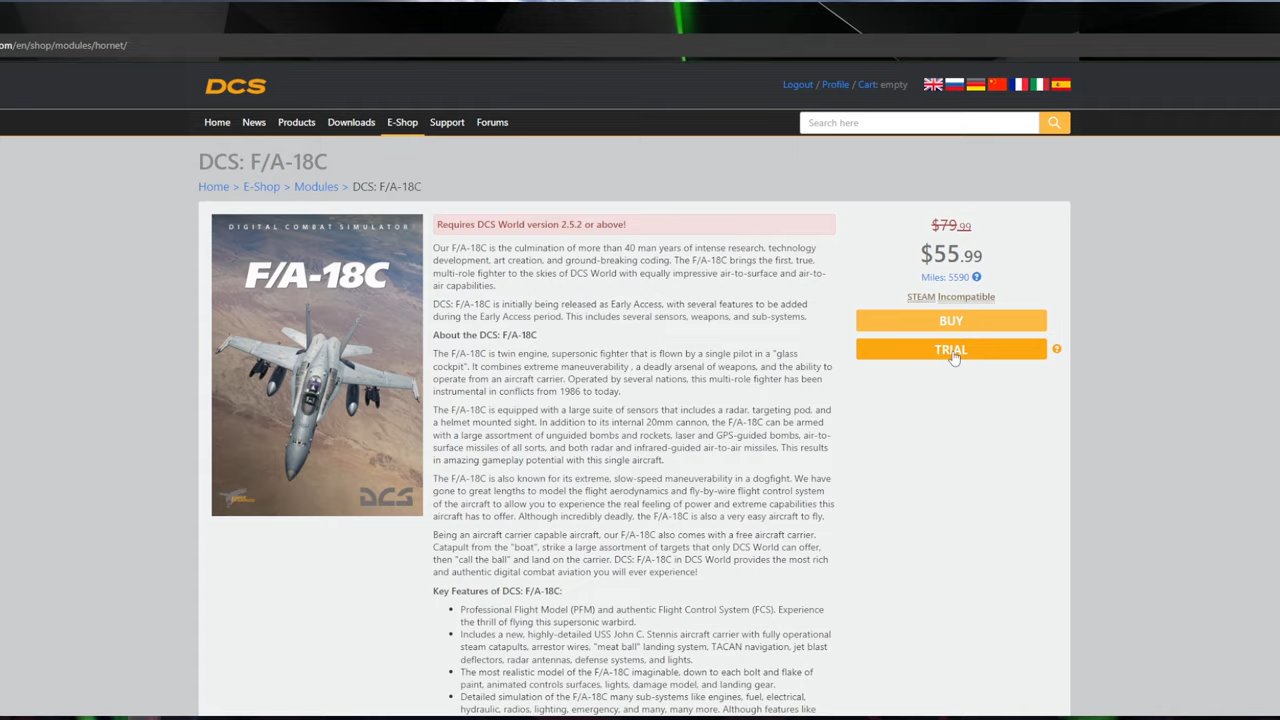 om/en/shop/modules/hornet/
DCS
Logout / Profile / Cart: empty
Home News Products Downloads E-Shop Support Forums
Search here
DCS: F/A-18C
Home > E-Shop > Modules > DCS: F/A-18C
DIGITAL COMBAT SIMULATOR
F/A-18C
DCS
Requires DCS World version 2.5.2 or above!
Our F/A-18C is the culmination of more than 40 man years of intense research, technology
development, art creation, and ground-breaking coding. The F/A-18C brings the first, true,
multi-role fighter to the skies of DCS World with equally impressive air-to-surface and air-to-
air capabilities.
DCS: F/A-18C is initially being released as Early Access, with several features to be added
during the Early Access period. This includes several sensors, weapons, and sub-systems.
About the DCS: F/A-18C
The F/A-18C is twin engine, supersonic fighter that is flown by a single pilot in a "glass
cockpit". It combines extreme maneuverability , a deadly arsenal of weapons, and the ability to
operate from an aircraft carrier. Operated by several nations, this multi-role fighter has been
instrumental in conflicts from 1986 to today.
The F/A-18C is equipped with a large suite of sensors that includes a radar, targeting pod, and
a helmet mounted sight. In addition to its internal 20mm cannon, the F/A-18C can be armed
with a large assortment of unguided bombs and rockets, laser and GPS-guided bombs, air-to-
surface missiles of all sorts, and both radar and infrared-guided air-to-air missiles. This results
in amazing gameplay potential with this single aircraft.
The F/A-18C is also known for its extreme, slow-speed maneuverability in a dogfight. We have
gone to great lengths to model the flight aerodynamics and fly-by-wire flight control system
of the aircraft to allow you to experience the real feeling of power and extreme capabilities this
aircraft has to offer. Although incredibly deadly, the F/A-18C is also a very easy aircraft to fly.
Being an aircraft carrier capable aircraft, our F/A-18C also comes with a free aircraft carrier.
Catapult from the "boat", strike a large assortment of targets that only DCS World can offer,
then "call the ball" and land on the carrier. DCS: F/A-18C in DCS World provides the most rich
and authentic digital combat aviation you will ever experience!
Key Features of DCS: F/A-18C:
• Professional Flight Model (PFM) and authentic Flight Control System (FCS). Experience
the thrill of flying this supersonic warbird.
• Includes a new, highly-detailed USS John C. Stennis aircraft carrier with fully operational
steam catapults, arrestor wires, "meat ball" landing system, TACAN navigation, jet blast
deflectors, radar antennas, defense systems, and lights.
• The most realistic model of the F/A-18C imaginable, down to each bolt and flake of
paint, animated controls surfaces, lights, damage model, and landing gear.
• Detailed simulation of the F/A-18C many sub-systems like engines, fuel, electrical,
hydraulic, radios, lighting, emergency, and many, many more. Although features like
$79.99
$55.99
Miles: 5590 ?
STEAM Incompatible
BUY
TRIAL ?